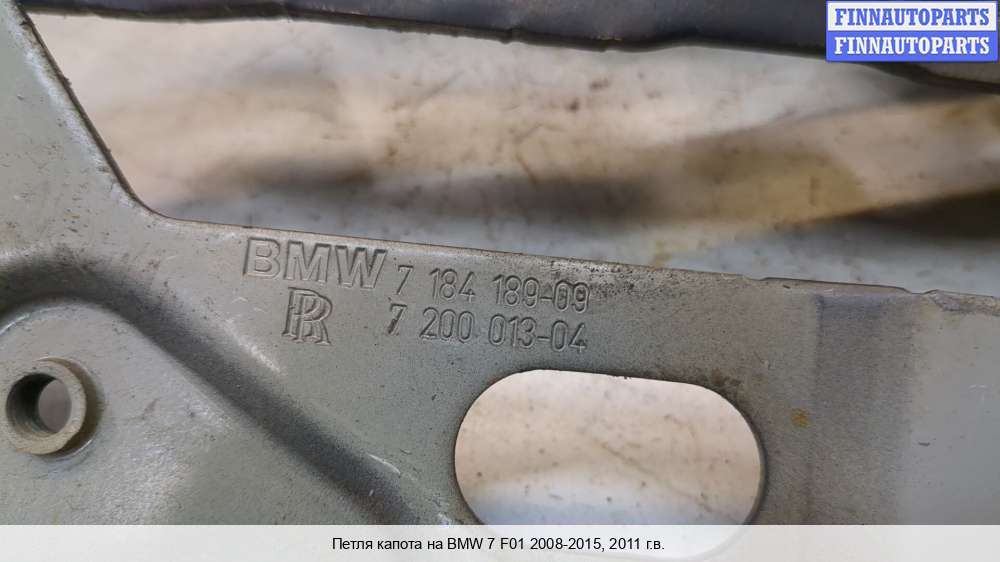 FINNAUTOPARTS
FINNAUTOPARTS
BMW 7 184 189-09
RR 7 200 013-04
Петля капота на BMW 7 F01 2008-2015, 2011 г.в.